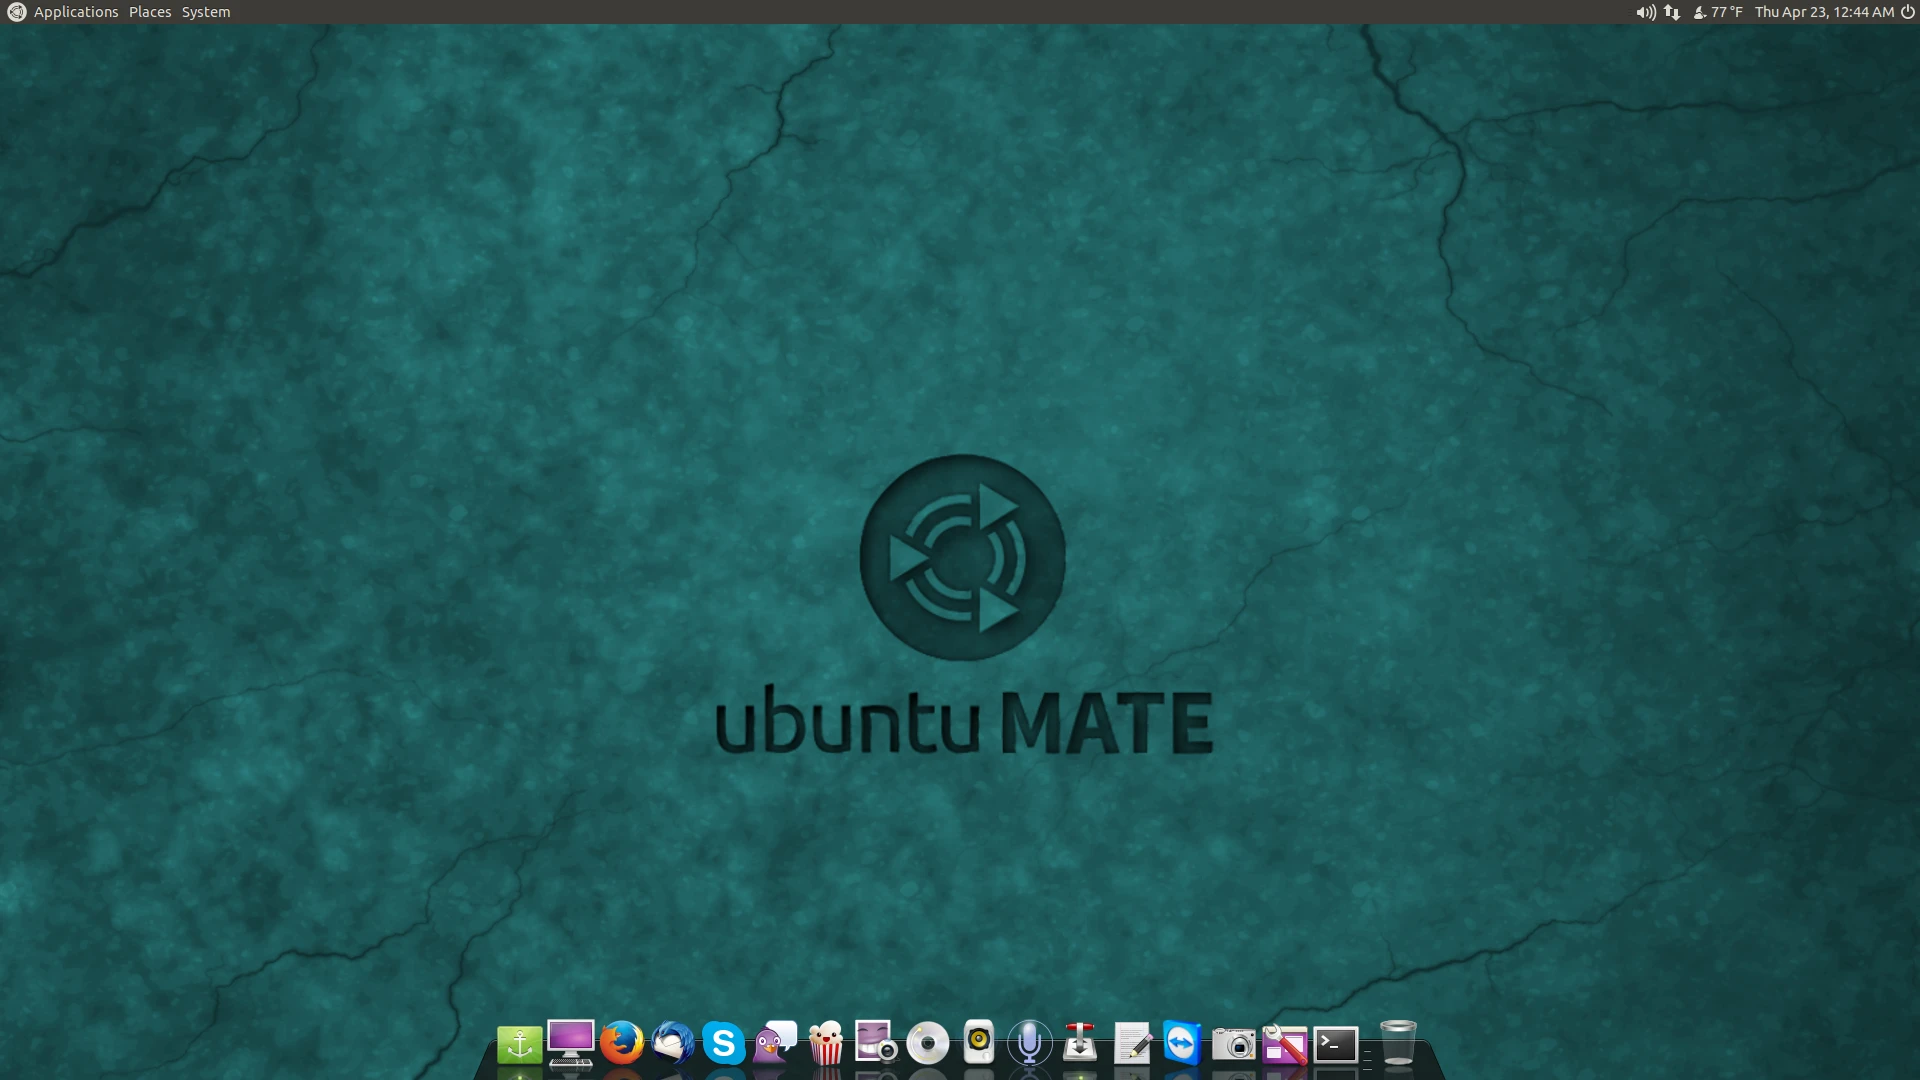 Applications Places System
77 °F Thu Apr 23, 12:44 AM
ubuntu MATE
S
>_